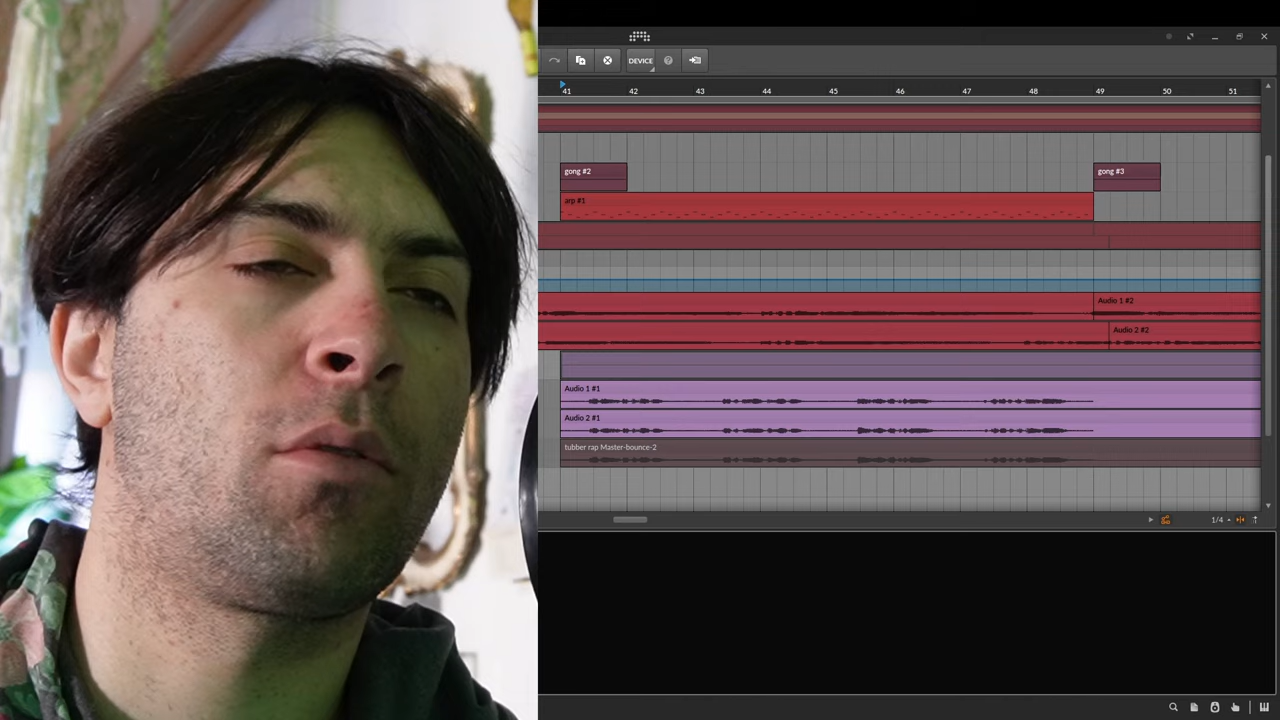 DEVICE
41 42 43 44 45 46 47 48 49 50 51
gong #2 gong #3
arp #1
Audio 1 #2
Audio 2 #2
Audio 1 #1
Audio 2 #1
tubber rap Master-bounce-2
1/4